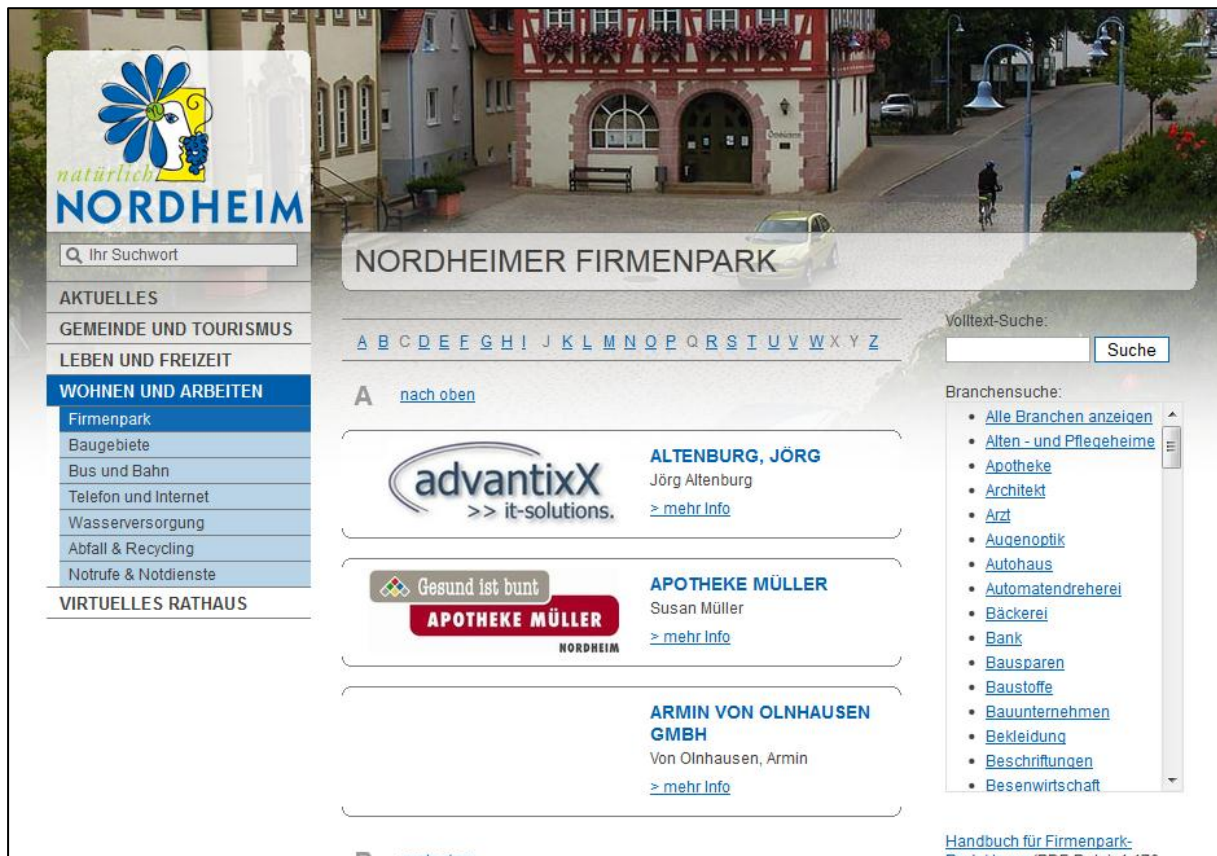 natürlich
NORDHEIM
Ihr Suchwort
AKTUELLES
GEMEINDE UND TOURISMUS
LEBEN UND FREIZEIT
WOHNEN UND ARBEITEN
Firmenpark
Baugebiete
Bus und Bahn
Telefon und Internet
Wasserversorgung
Abfall & Recycling
Notrufe & Notdienste
VIRTUELLES RATHAUS
NORDHEIMER FIRMENPARK
A B C D E F G H I J K L M N O P Q R S T U V W X Y Z
A nach oben
advantixX
>> it-solutions.
ALTENBURG, JÖRG
Jörg Altenburg
> mehr Info
Gesund ist bunt
APOTHEKE MÜLLER
NORDHEIM
APOTHEKE MÜLLER
Susan Müller
> mehr Info
ARMIN VON OLNHAUSEN
GMBH
Von Olnhausen, Armin
> mehr Info
Volltext-Suche:
Suche
Branchensuche:
Alle Branchen anzeigen
Alten - und Pflegeheime
Apotheke
Architekt
Arzt
Augenoptik
Autohaus
Automatendreherei
Bäckerei
Bank
Bausparen
Baustoffe
Bauunternehmen
Bekleidung
Beschriftungen
Besenwirtschaft
Handbuch für Firmenpark-